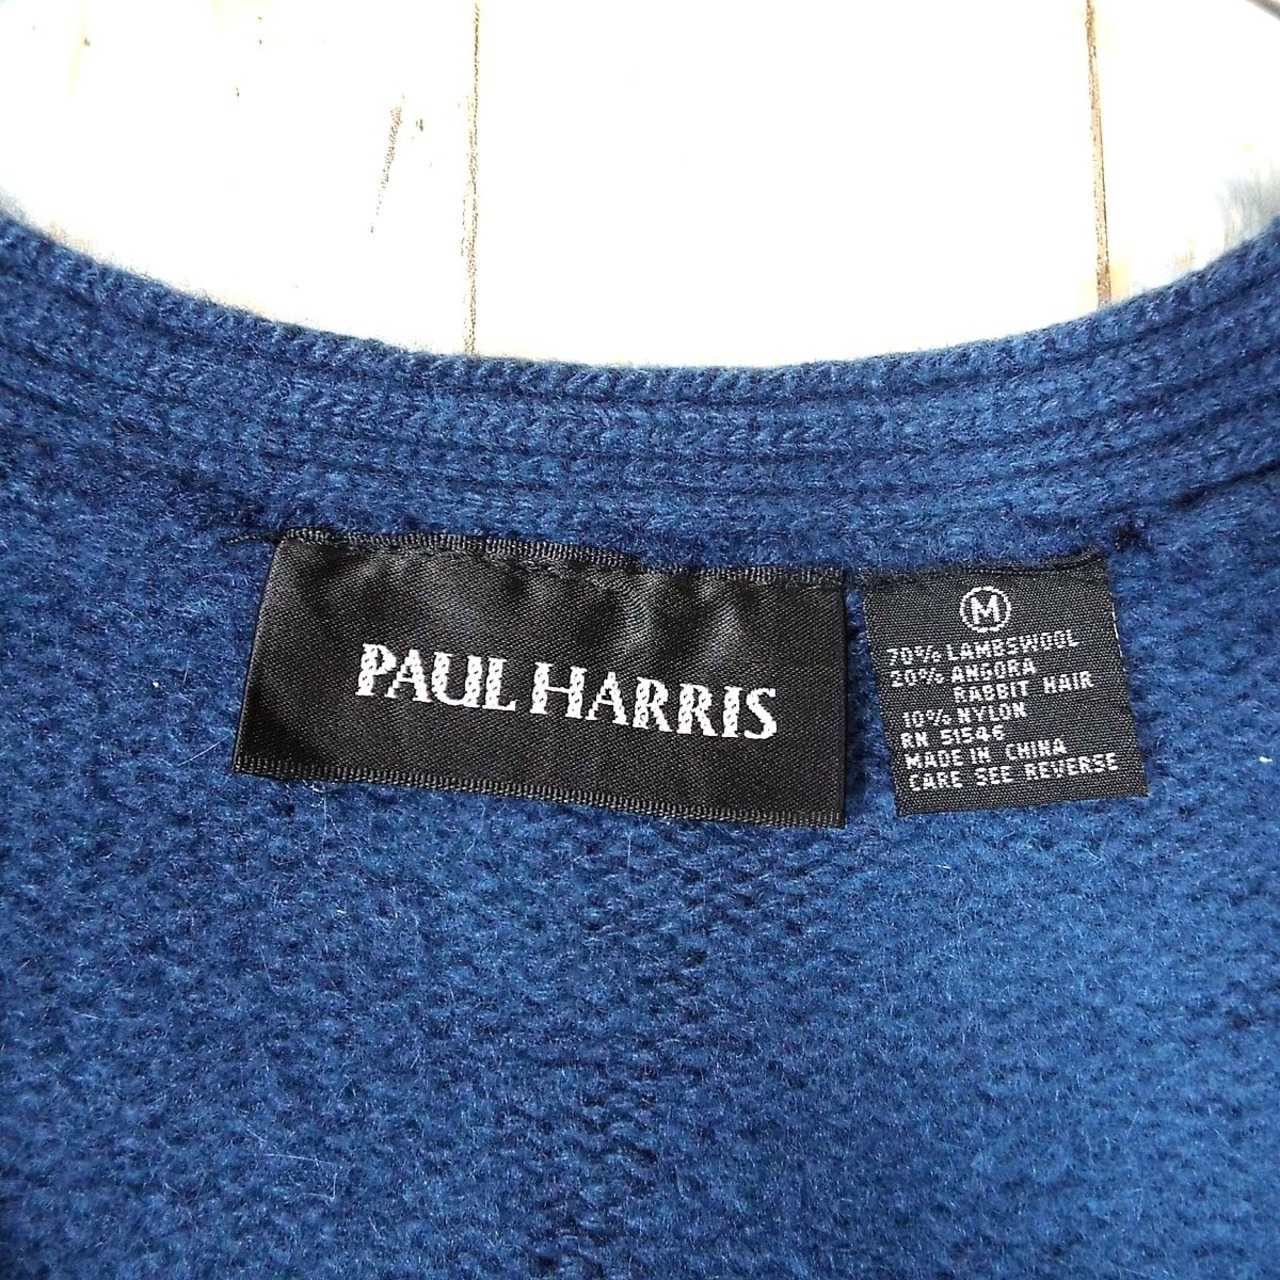 PAUL HARRIS
M
70% LAMBSWOOL
20% ANGORA
RABBIT HAIR
10% NYLON
RN 51546
MADE IN CHINA
CARE SEE REVERSE